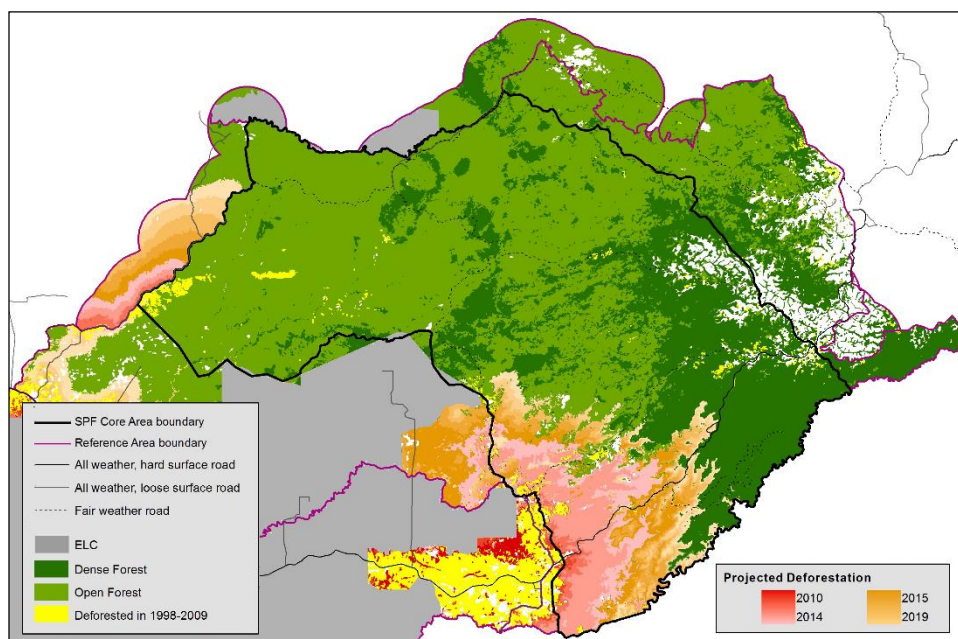 SPF Core Area boundary
Reference Area boundary
All weather, hard surface road
All weather, loose surface road
Fair weather road
ELC
Dense Forest
Open Forest
Deforested in 1998-2009
Projected Deforestation
2010
2014
2015
2019